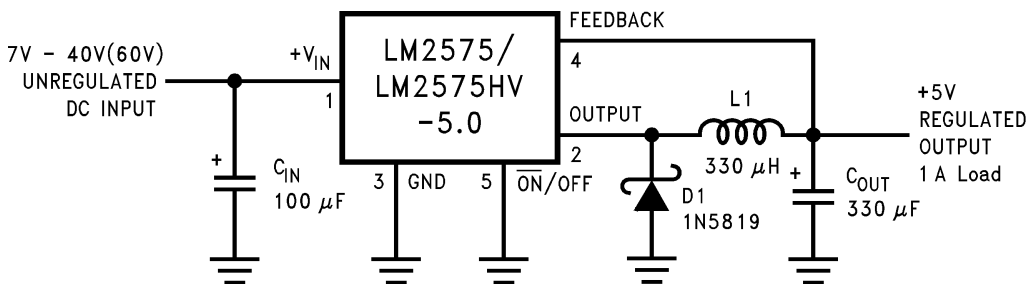 FEEDBACK
4
7V - 40V(60V)
UNREGULATED
DC INPUT
+VIN
1
LM2575/
LM2575HV
-5.0
OUTPUT
2
L1
330 μH
+5V
REGULATED
OUTPUT
1 A Load
+
CIN
100 μF
3
GND
5
ON/OFF
D1
1N5819
+
COUT
330 μF